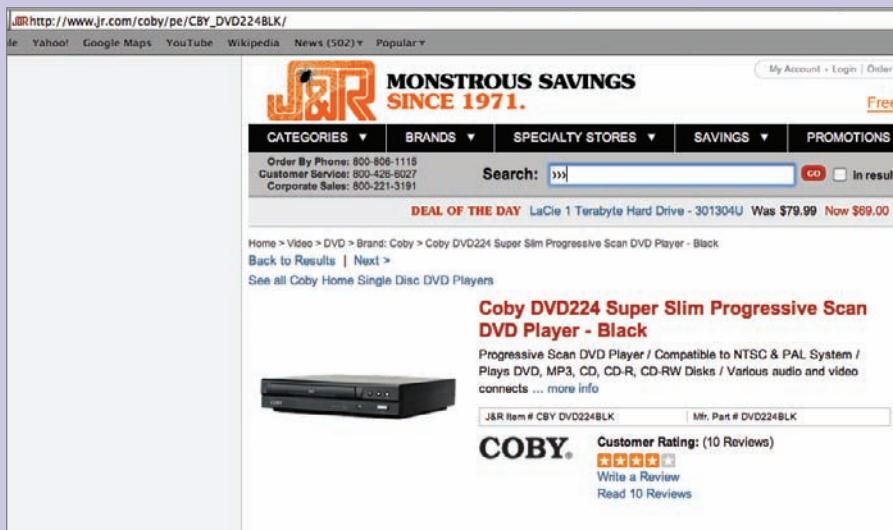 J&R http://www.jr.com/coby/pe/CBY_DVD224BLK/
le Yahoo! Google Maps YouTube Wikipedia News (502)▾ Popular▾
My Account - Login | Order
J&R
MONSTROUS SAVINGS
SINCE 1971.
Free
CATEGORIES ▼ BRANDS ▼ SPECIALTY STORES ▼ SAVINGS ▼ PROMOTIONS
Order By Phone: 800-806-1115
Customer Service: 800-426-6027
Corporate Sales: 800-221-3191
Search: ››› GO in resul
DEAL OF THE DAY LaCie 1 Terabyte Hard Drive - 301304U Was $79.99 Now $69.00
Home > Video > DVD > Brand: Coby > Coby DVD224 Super Slim Progressive Scan DVD Player - Black
Back to Results | Next >
See all Coby Home Single Disc DVD Players
Coby DVD224 Super Slim Progressive Scan
DVD Player - Black
Progressive Scan DVD Player / Compatible to NTSC & PAL System /
Plays DVD, MP3, CD, CD-R, CD-RW Disks / Various audio and video
connects ... more info
J&R Item # CBY DVD224BLK Mfr. Part # DVD224BLK
COBY
COBY.
Customer Rating: (10 Reviews)
Write a Review
Read 10 Reviews